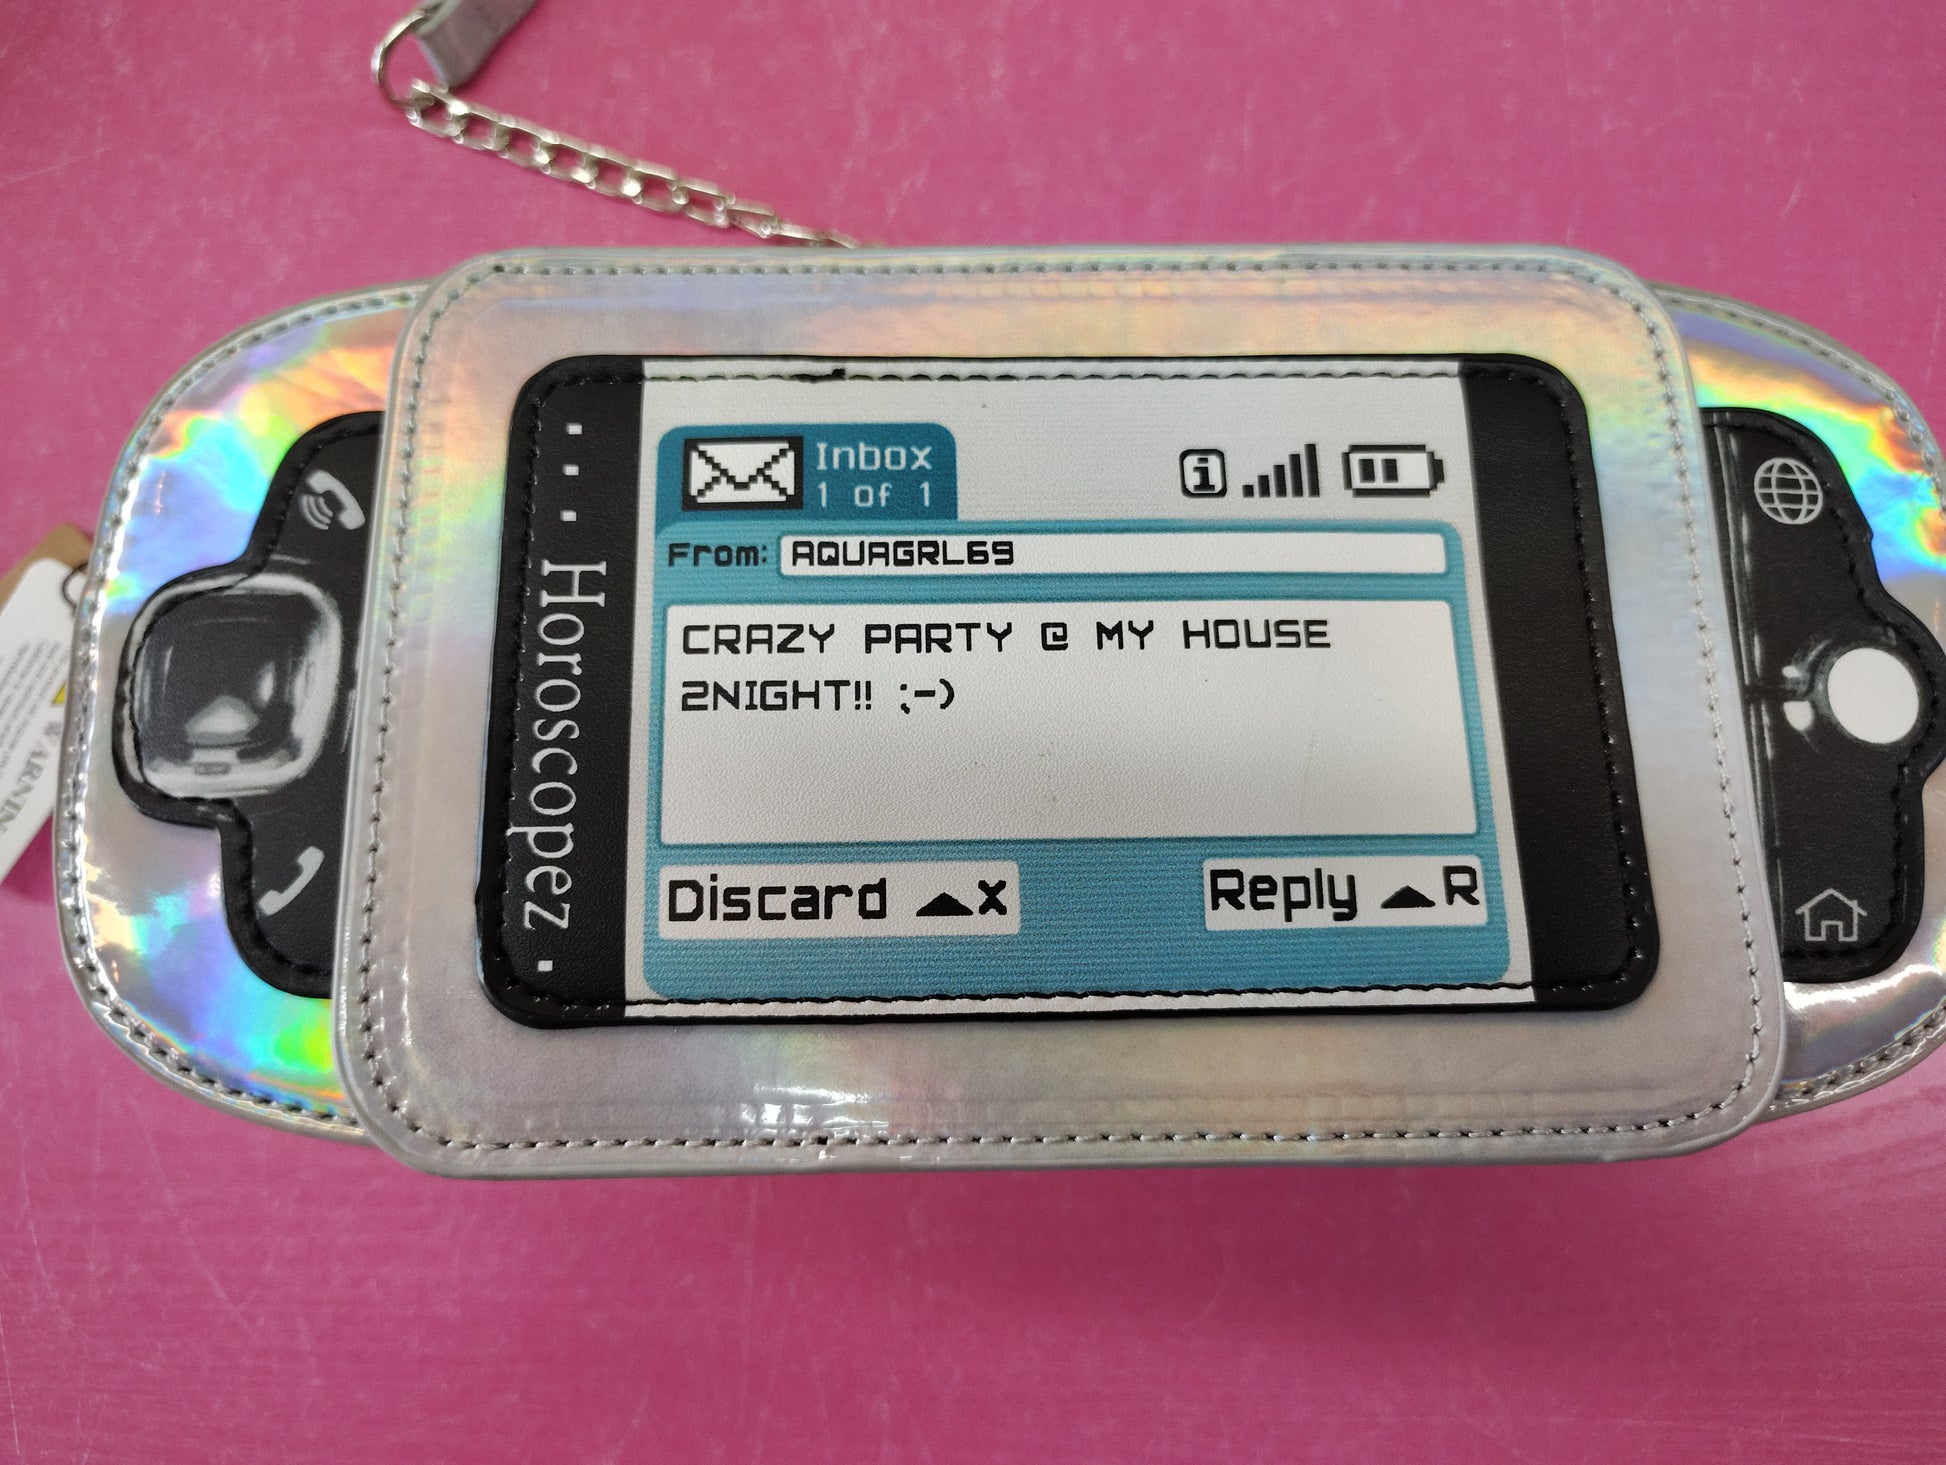 Inbox
1 of 1
From: AQUAGRL69
CRAZY PARTY @ MY HOUSE
2NIGHT!! ;-)
Discard X
Reply R
Horoscopez